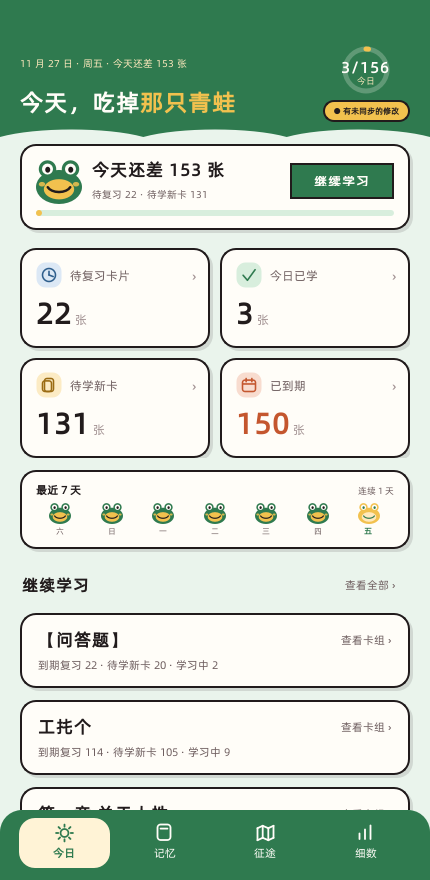 11 月 27 日 · 周五 · 今天还差 153 张
3/156
今日
今天，吃掉那只青蛙
有未同步的修改
今天还差 153 张
待复习 22 · 待学新卡 131
继续学习
待复习卡片 ›
22 张
今日已学 ›
3 张
待学新卡 ›
131 张
已到期 ›
150 张
最近 7 天
连续 1 天
六 日 一 二 三 四 五
继续学习
查看全部 ›
【问答题】
查看卡组 ›
到期复习 22 · 待学新卡 20 · 学习中 2
查看卡组 ›
到期复习 114 · 待学新卡 105 · 学习中 9
今日
记忆
征途
细数